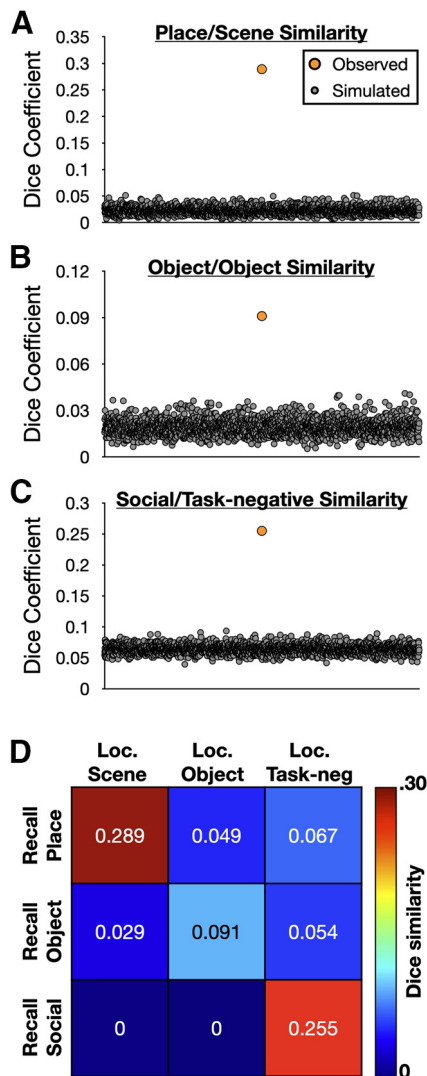 A
Place/Scene Similarity
Dice Coefficient
0.35
0.3
0.25
0.2
0.15
0.1
0.05
0
Observed
Simulated
B
Object/Object Similarity
Dice Coefficient
0.12
0.09
0.06
0.03
0
C
Social/Task-negative Similarity
Dice Coefficient
0.3
0.25
0.2
0.15
0.1
0.05
0
D
Loc. Loc. Loc.
Scene Object Task-neg
Recall
Place
0.289 0.049 0.067
Recall
Object
0.029 0.091 0.054
Recall
Social
0 0 0.255
.30
Dice similarity
0